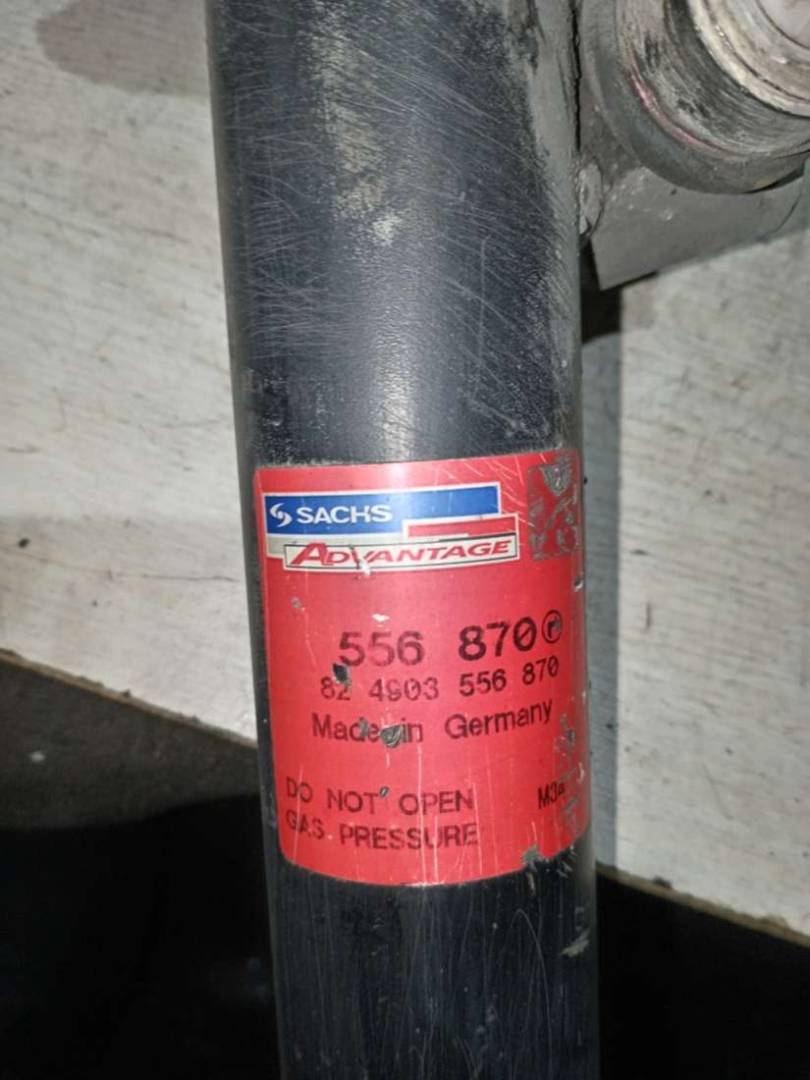 SACHS
ADVANTAGE
556 870 ⓡ
82 4903 556 870
Made in Germany
DO NOT OPEN
GAS PRESSURE